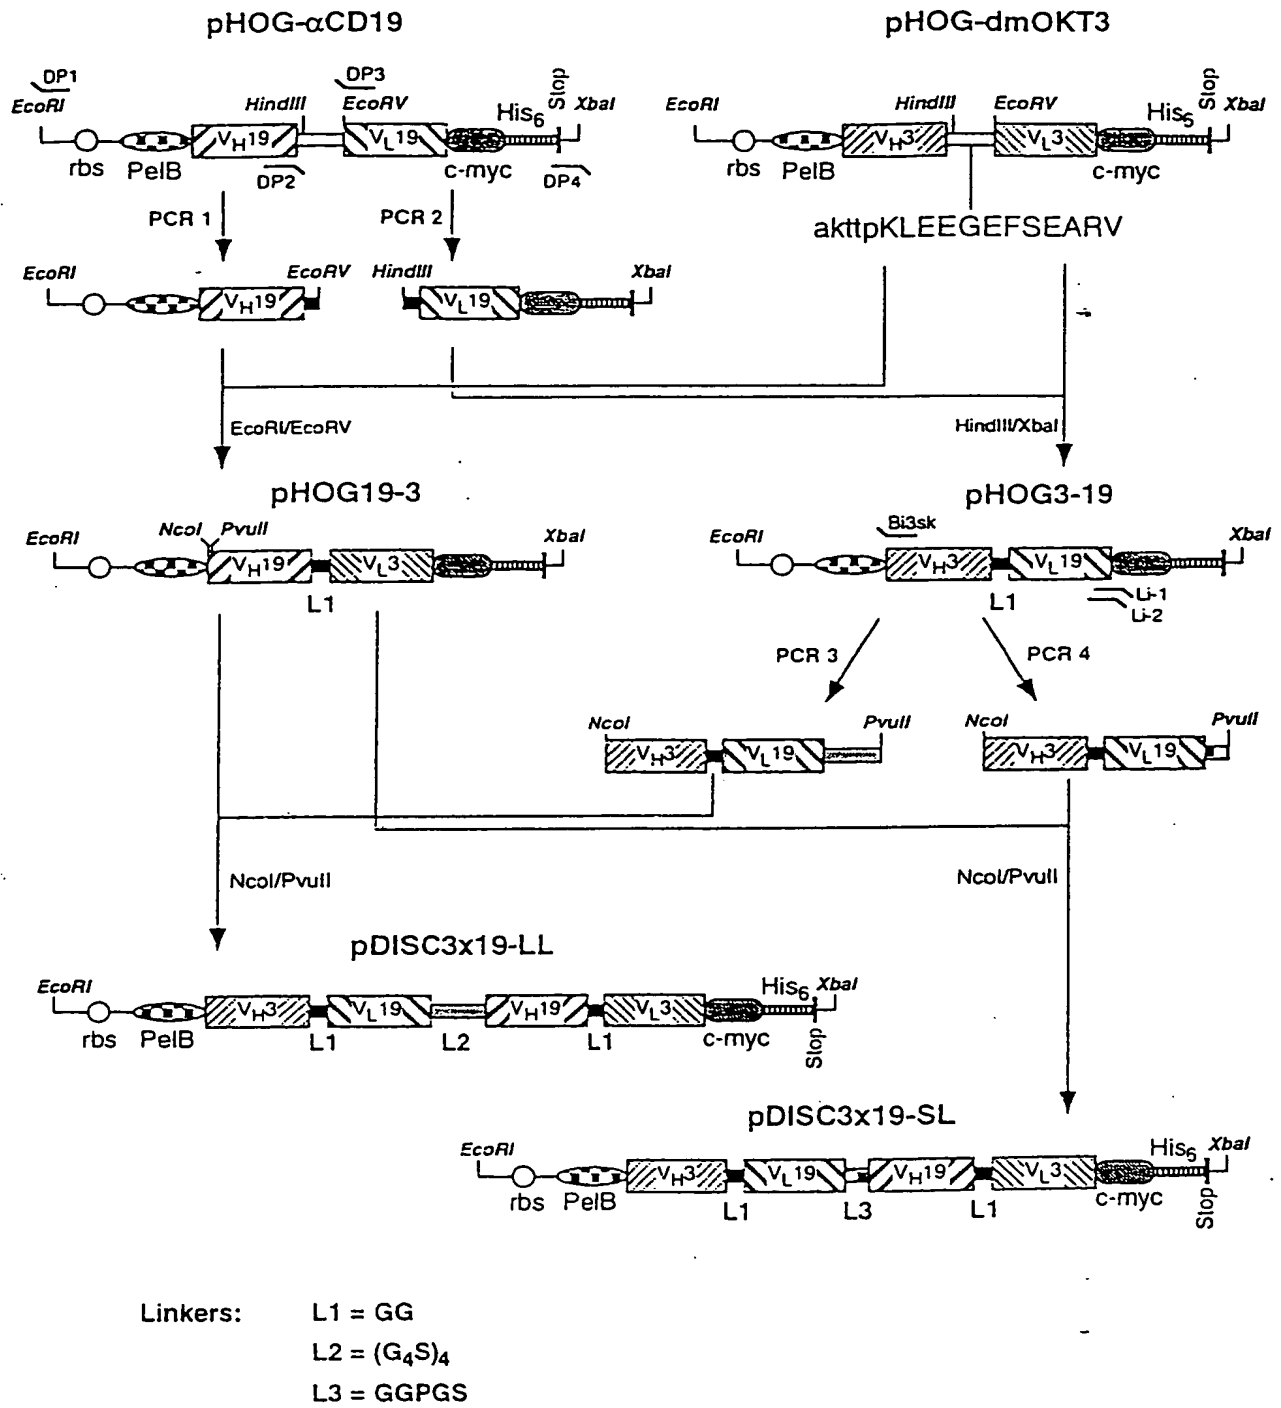 pHOG-αCD19
pHOG-dmOKT3
DP1
DP3
EcoRI
HindIII
EcoRV
His6
Stop
XbaI
VH19
VL19
rbs
PelB
DP2
c-myc
DP4
EcoRI
HindIII
EcoRV
His6
Stop
XbaI
VH3
VL3
rbs
PelB
c-myc
PCR 1
PCR 2
akttpKLEEGEFSEARV
EcoRI
EcoRV
HindIII
XbaI
VH19
VL19
EcoRI/EcoRV
HindIII/XbaI
pHOG19-3
pHOG3-19
EcoRI
NcoI
PvuII
XbaI
VH19
VL3
L1
EcoRI
Bi3sk
XbaI
VH3
VL19
L1
Li-1
Li-2
PCR 3
PCR 4
NcoI
PvuII
VH3
VL19
NcoI
PvuII
VH3
VL19
NcoI/PvuII
NcoI/PvuII
pDISC3x19-LL
EcoRI
His6
XbaI
VH3
VL19
VH19
VL3
rbs
PelB
L1
L2
L1
c-myc
Stop
pDISC3x19-SL
EcoRI
His6
XbaI
VH3
VL19
VH19
VL3
rbs
PelB
L1
L3
L1
c-myc
Stop
Linkers:
L1 = GG
L2 = (G4S)4
L3 = GGPGS